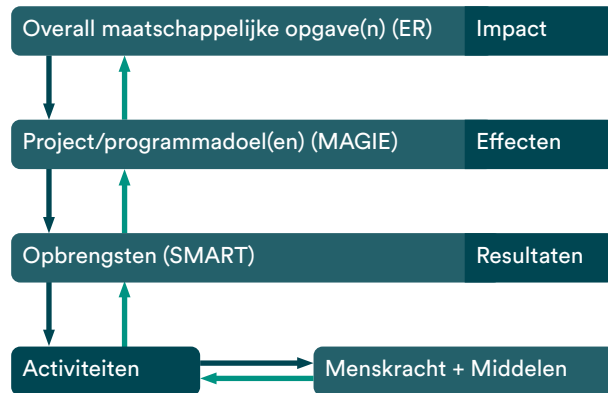 Overall maatschappelijke opgave(n) (ER) Impact
Project/programmadoel(en) (MAGIE) Effecten
Opbrengsten (SMART) Resultaten
Activiteiten Menskracht + Middelen